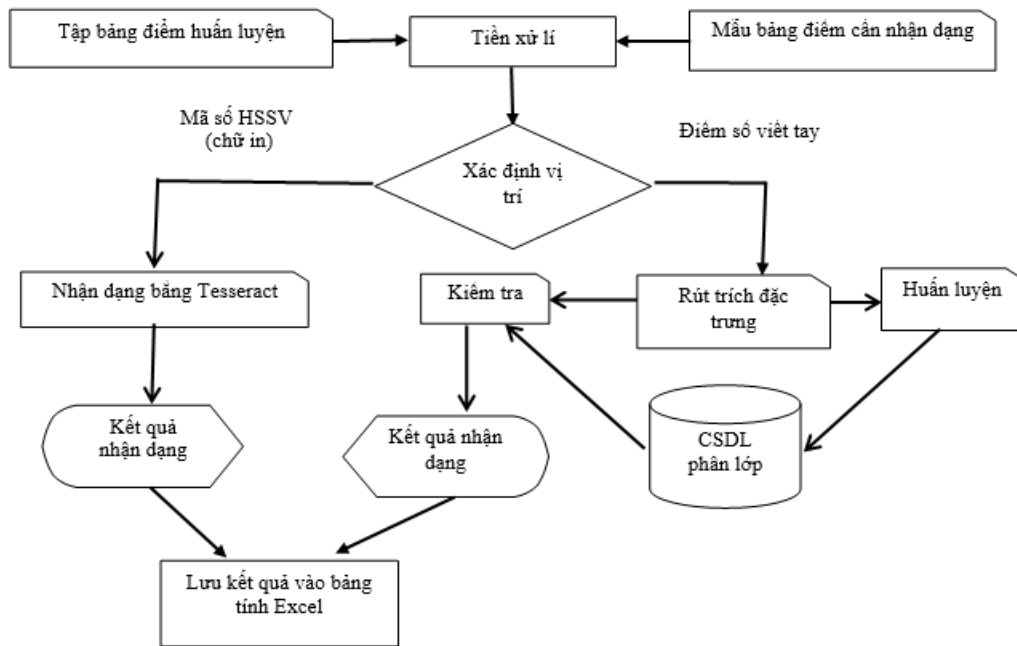 Tập bảng điểm huấn luyện
Tiền xử lí
Mẫu bảng điểm cần nhận dạng
Mã số HSSV
(chữ in)
Điểm số viết tay
Xác định vị
trí
Nhận dạng bằng Tesseract
Kiểm tra
Rút trích đặc
trưng
Huấn luyện
Kết quả
nhận dạng
Kết quả nhận
dạng
CSDL
phân lớp
Lưu kết quả vào bảng
tính Excel